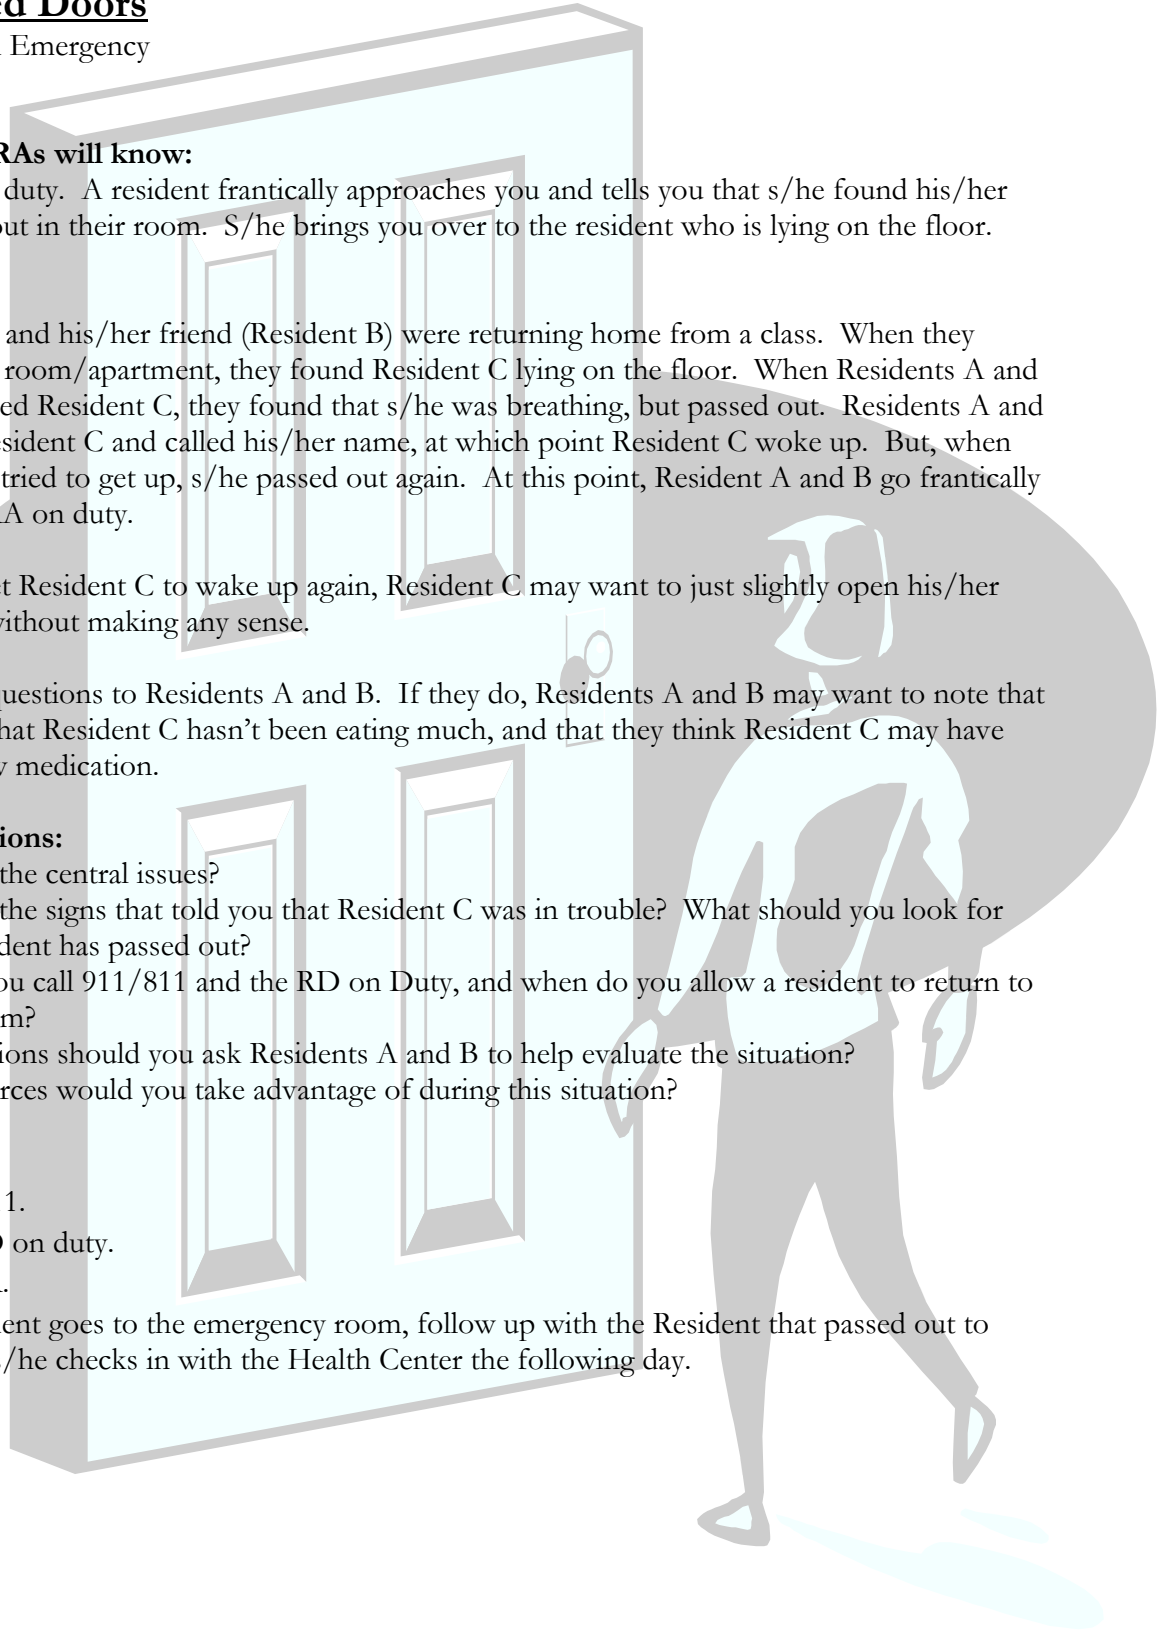 ed Doors
Emergency
RAs will know:
duty.  A resident frantically approaches you and tells you that s/he found his/her
out in their room.  S/he brings you over to the resident who is lying on the floor.
and his/her friend (Resident B) were returning home from a class.  When they
room/apartment, they found Resident C lying on the floor.  When Residents A and
ed Resident C, they found that s/he was breathing, but passed out.  Residents A and
esident C and called his/her name, at which point Resident C woke up.  But, when
tried to get up, s/he passed out again.  At this point, Resident A and B go frantically
A on duty.
et Resident C to wake up again, Resident C may want to just slightly open his/her
without making any sense.
questions to Residents A and B.  If they do, Residents A and B may want to note that
that Resident C hasn't been eating much, and that they think Resident C may have
y medication.
ions:
the central issues?
the signs that told you that Resident C was in trouble?  What should you look for
ident has passed out?
ou call 911/811 and the RD on Duty, and when do you allow a resident to return to
m?
tions should you ask Residents A and B to help evaluate the situation?
urces would you take advantage of during this situation?
1.
D on duty.
ent goes to the emergency room, follow up with the Resident that passed out to
s/he checks in with the Health Center the following day.